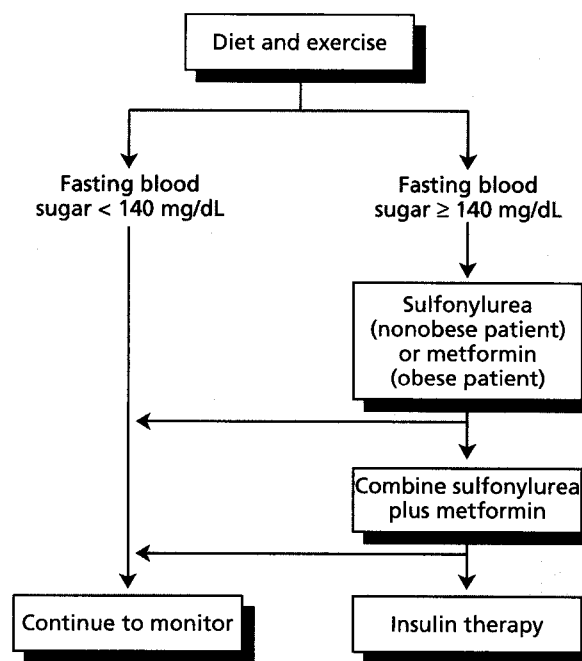 Diet and exercise
Fasting blood
sugar < 140 mg/dL
Fasting blood
sugar ≥ 140 mg/dL
Sulfonylurea
(nonobese patient)
or metformin
(obese patient)
Combine sulfonylurea
plus metformin
Continue to monitor
Insulin therapy